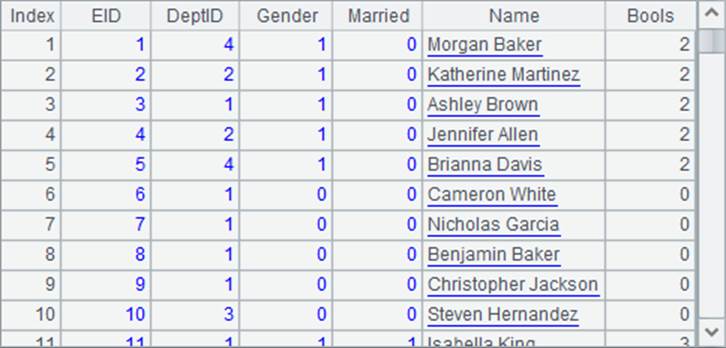 Index EID DeptID Gender Married Name Bools
1 1 4 1 0 Morgan Baker 2
2 2 2 1 0 Katherine Martinez 2
3 3 1 1 0 Ashley Brown 2
4 4 2 1 0 Jennifer Allen 2
5 5 4 1 0 Brianna Davis 2
6 6 1 0 0 Cameron White 0
7 7 1 0 0 Nicholas Garcia 0
8 8 1 0 0 Benjamin Baker 0
9 9 1 0 0 Christopher Jackson 0
10 10 3 0 0 Steven Hernandez 0
11 11 1 1 1 Isabella King 3